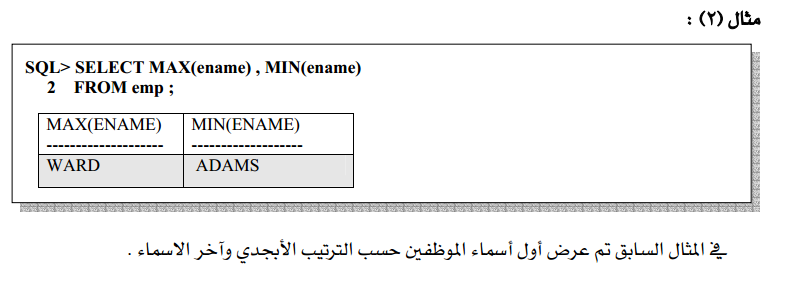 مثال (٢) :
SQL> SELECT MAX(ename) , MIN(ename)
2 FROM emp ;
MAX(ENAME) MIN(ENAME)
-------------------- -------------------
WARD ADAMS
في المثال السابق تم عرض أول أسماء الموظفين حسب الترتيب الأبجدي وآخر الاسماء .